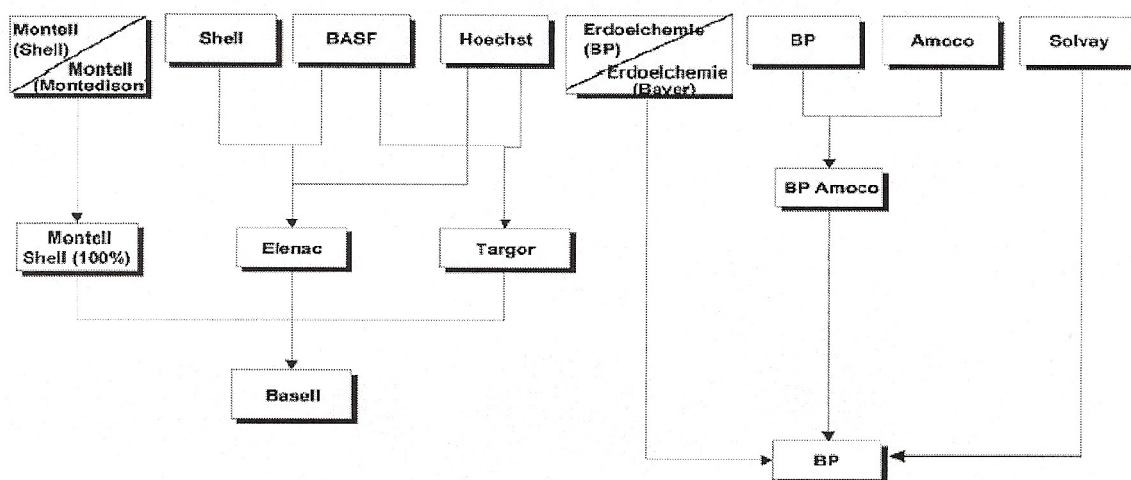 Montell
(Shell)
Montell
(Montedison)
Shell
BASF
Hoechst
Erdoelchemie
(BP)
Erdoelchemie
(Bayer)
BP
Amoco
Solvay
BP Amoco
Montell
Shell (100%)
Elenac
Targor
Basell
BP